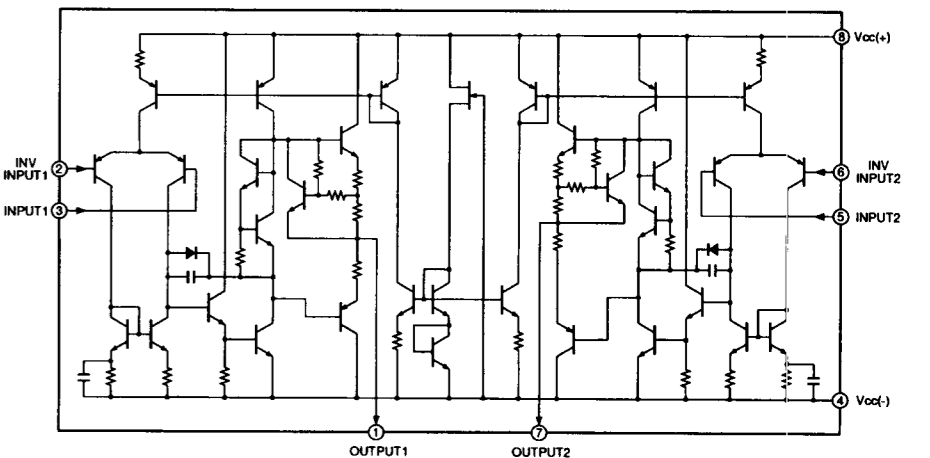 8 Vcc(+)
INV
INPUT1 2
INPUT1 3
6 INV
INPUT2
5 INPUT2
4 Vcc(-)
1
OUTPUT1
7
OUTPUT2